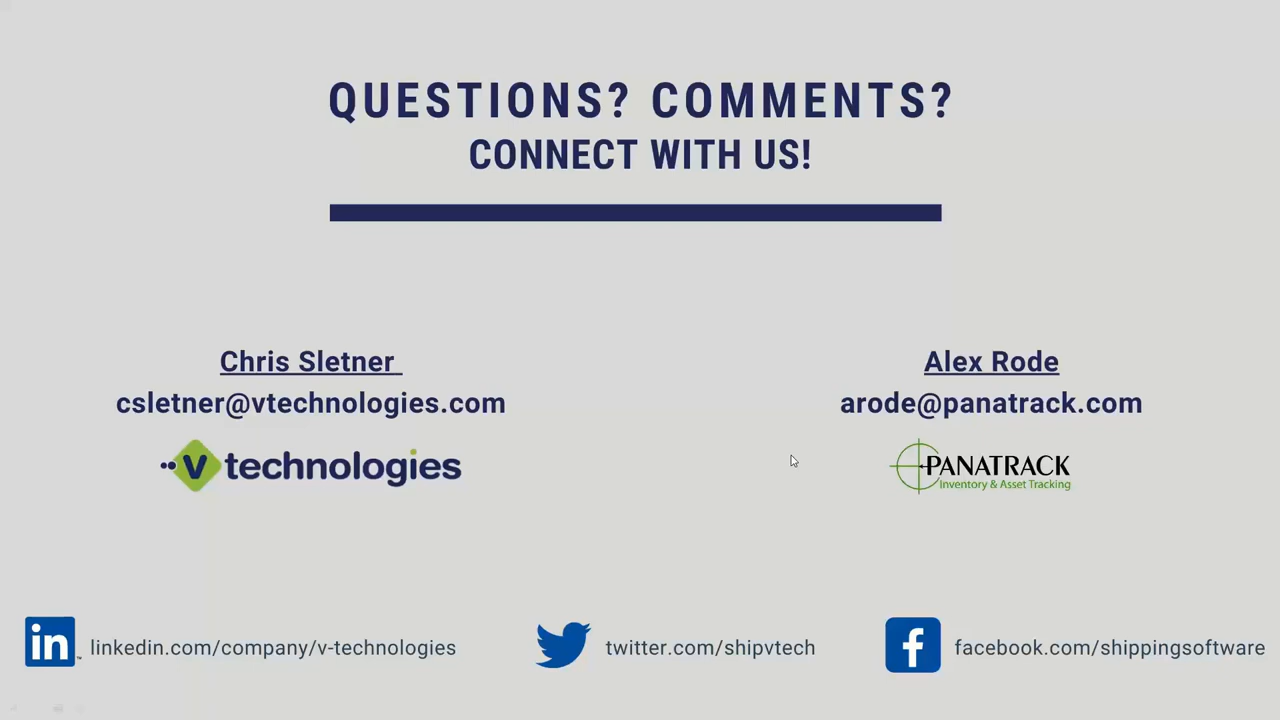 QUESTIONS? COMMENTS?
CONNECT WITH US!
Chris Sletner
csletner@vtechnologies.com
V technologies
Alex Rode
arode@panatrack.com
PANATRACK
Inventory & Asset Tracking
in linkedin.com/company/v-technologies
twitter.com/shipvtech
f facebook.com/shippingsoftware